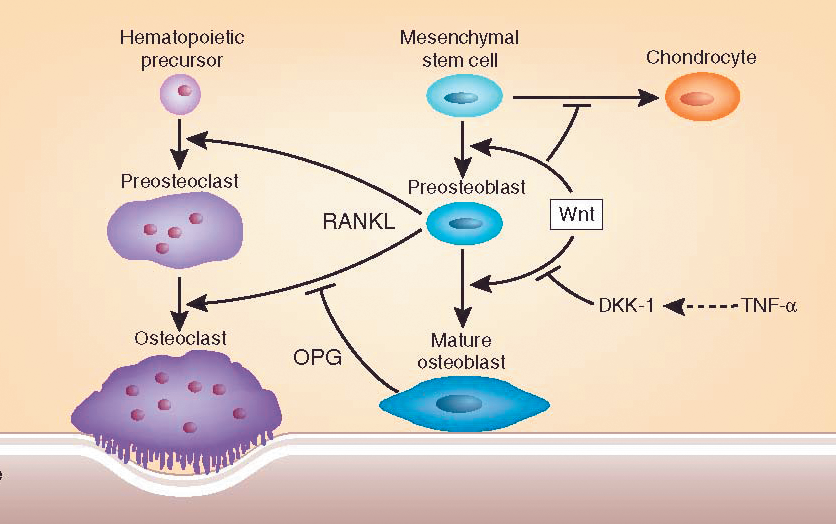 Hematopoietic
precursor
Mesenchymal
stem cell
Chondrocyte
Preosteoclast
Preosteoblast
RANKL
Wnt
DKK-1
TNF-α
Osteoclast
Mature
osteoblast
OPG